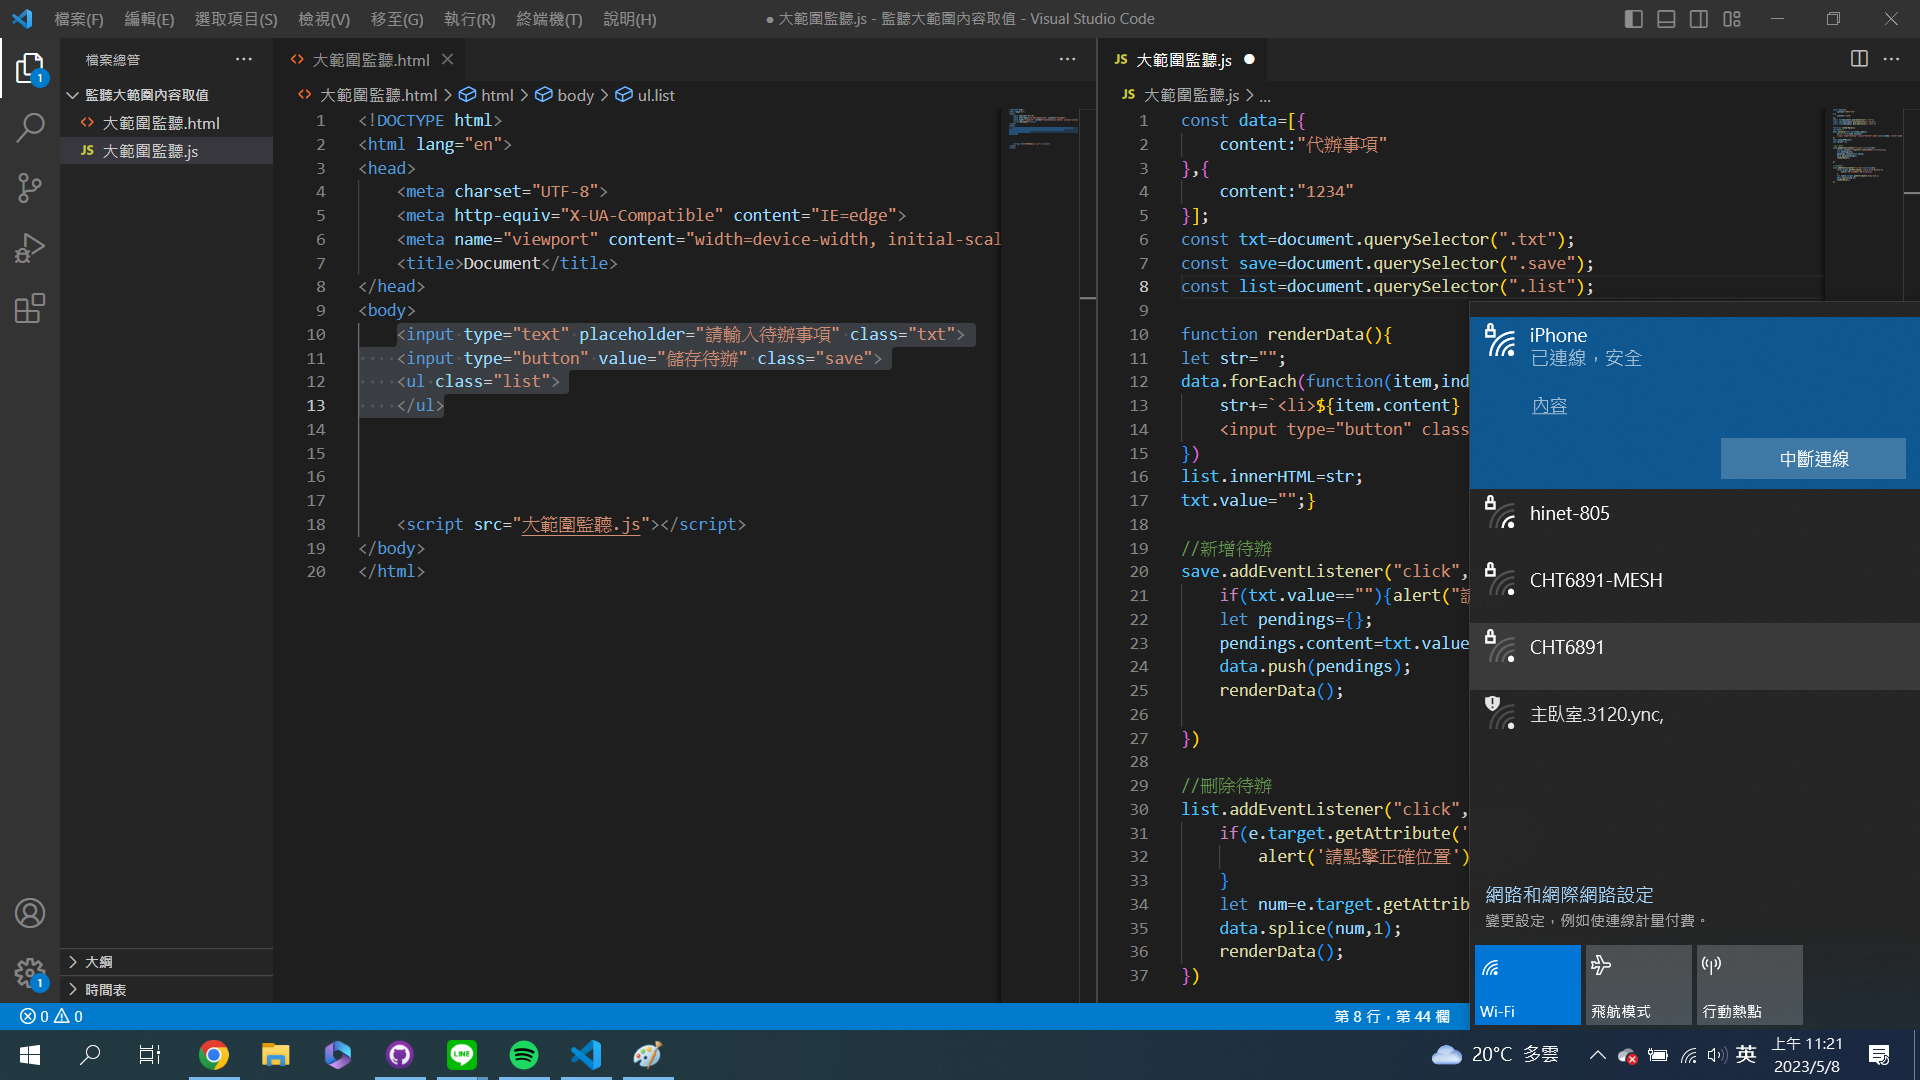 檔案(F) 編輯(E) 選取項目(S) 檢視(V) 移至(G) 執行(R) 終端機(T) 說明(H)
● 大範圍監聽.js - 監聽大範圍內容取值 - Visual Studio Code
檔案總管
監聽大範圍內容取值
大範圍監聽.html
JS 大範圍監聽.js
大綱
時間表
1
1
大範圍監聽.html
大範圍監聽.html > html > body > ul.list
1 <!DOCTYPE html>
2 <html lang="en">
3 <head>
4 <meta charset="UTF-8">
5 <meta http-equiv="X-UA-Compatible" content="IE=edge">
6 <meta name="viewport" content="width=device-width, initial-scal
7 <title>Document</title>
8 </head>
9 <body>
10 <input type="text" placeholder="請輸入待辦事項" class="txt">
11 <input type="button" value="儲存待辦" class="save">
12 <ul class="list">
13 </ul>
14
15
16
17
18 <script src="大範圍監聽.js"></script>
19 </body>
20 </html>
JS 大範圍監聽.js ●
JS 大範圍監聽.js > ...
1 const data=[{
2 content:"代辦事項"
3 },{
4 content:"1234"
5 }];
6 const txt=document.querySelector(".txt");
7 const save=document.querySelector(".save");
8 const list=document.querySelector(".list");
9
10 function renderData(){
11 let str="";
12 data.forEach(function(item,ind
13 str+=`<li>${item.content}
14 <input type="button" class
15 })
16 list.innerHTML=str;
17 txt.value="";}
18
19 //新增待辦
20 save.addEventListener("click",
21 if(txt.value==""){alert("請
22 let pendings={};
23 pendings.content=txt.value
24 data.push(pendings);
25 renderData();
26
27 })
28
29 //刪除待辦
30 list.addEventListener("click",
31 if(e.target.getAttribute('
32 alert('請點擊正確位置')
33 }
34 let num=e.target.getAttrib
35 data.splice(num,1);
36 renderData();
37 })
iPhone
已連線，安全
內容
中斷連線
hinet-805
CHT6891-MESH
CHT6891
主臥室.3120.ync,
網路和網際網路設定
變更設定，例如使連線計量付費。
Wi-Fi 飛航模式 行動熱點
0 0
第 8 行，第 44 欄
LINE
20°C 多雲
英
上午 11:21
2023/5/8